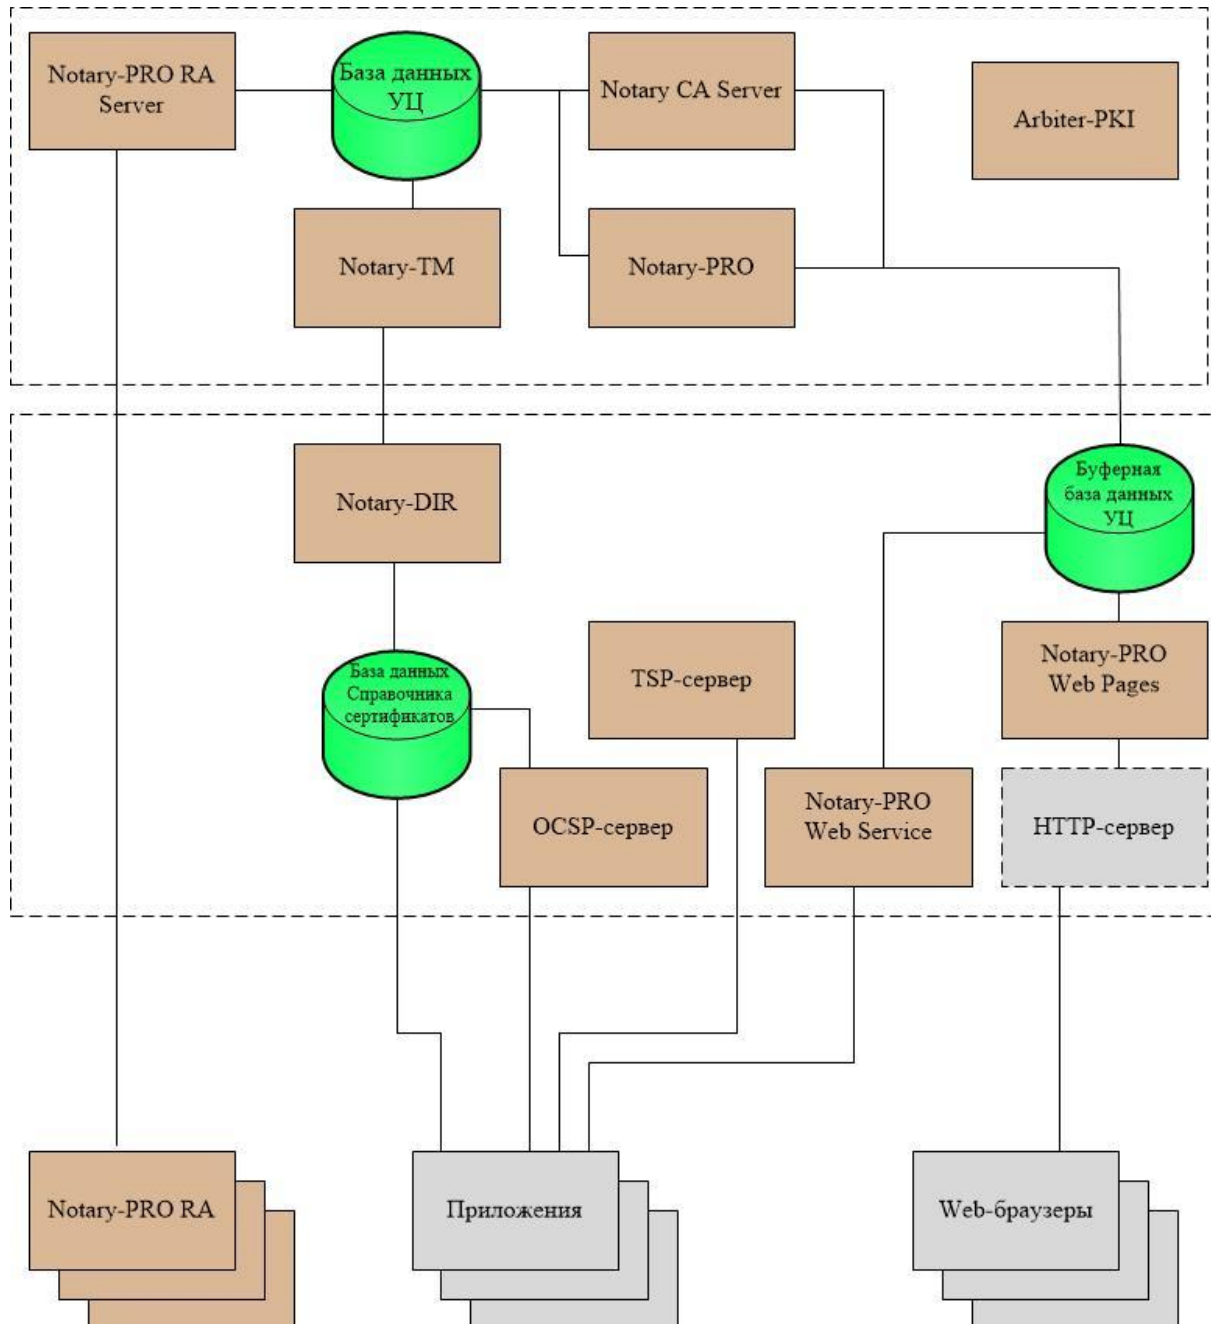 Notary-PRO RA
Server
База данных
УЦ
Notary CA Server
Arbiter-PKI
Notary-TM
Notary-PRO
Notary-DIR
Буферная
база данных
УЦ
База данных
Справочника
сертификатов
TSP-сервер
Notary-PRO
Web Pages
OCSP-сервер
Notary-PRO
Web Service
HTTP-сервер
Notary-PRO RA
Приложения
Web-браузеры